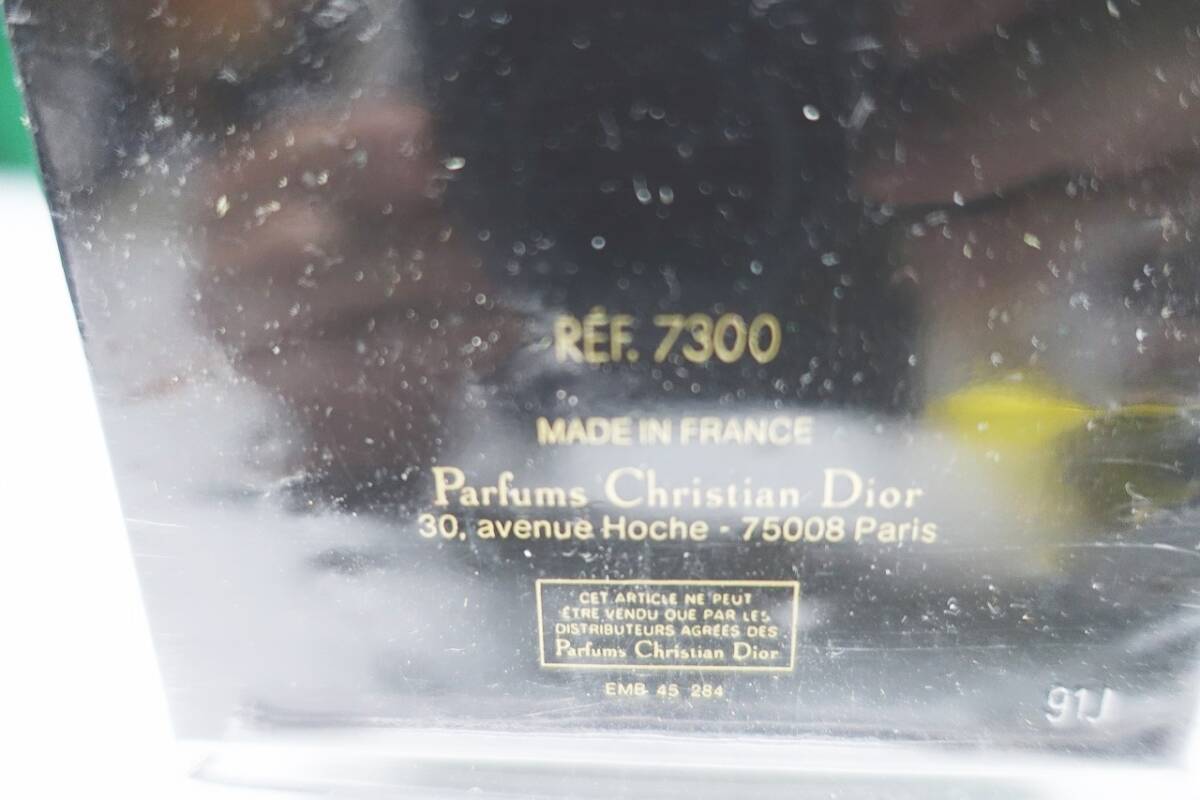 RÉF. 7300
MADE IN FRANCE
Parfums Christian Dior
30, avenue Hoche - 75008 Paris
CET ARTICLE NE PEUT
ÊTRE VENDU QUE PAR LES
DISTRIBUTEURS AGRÉÉS DES
Parfums Christian Dior
EMB 45 284
91J